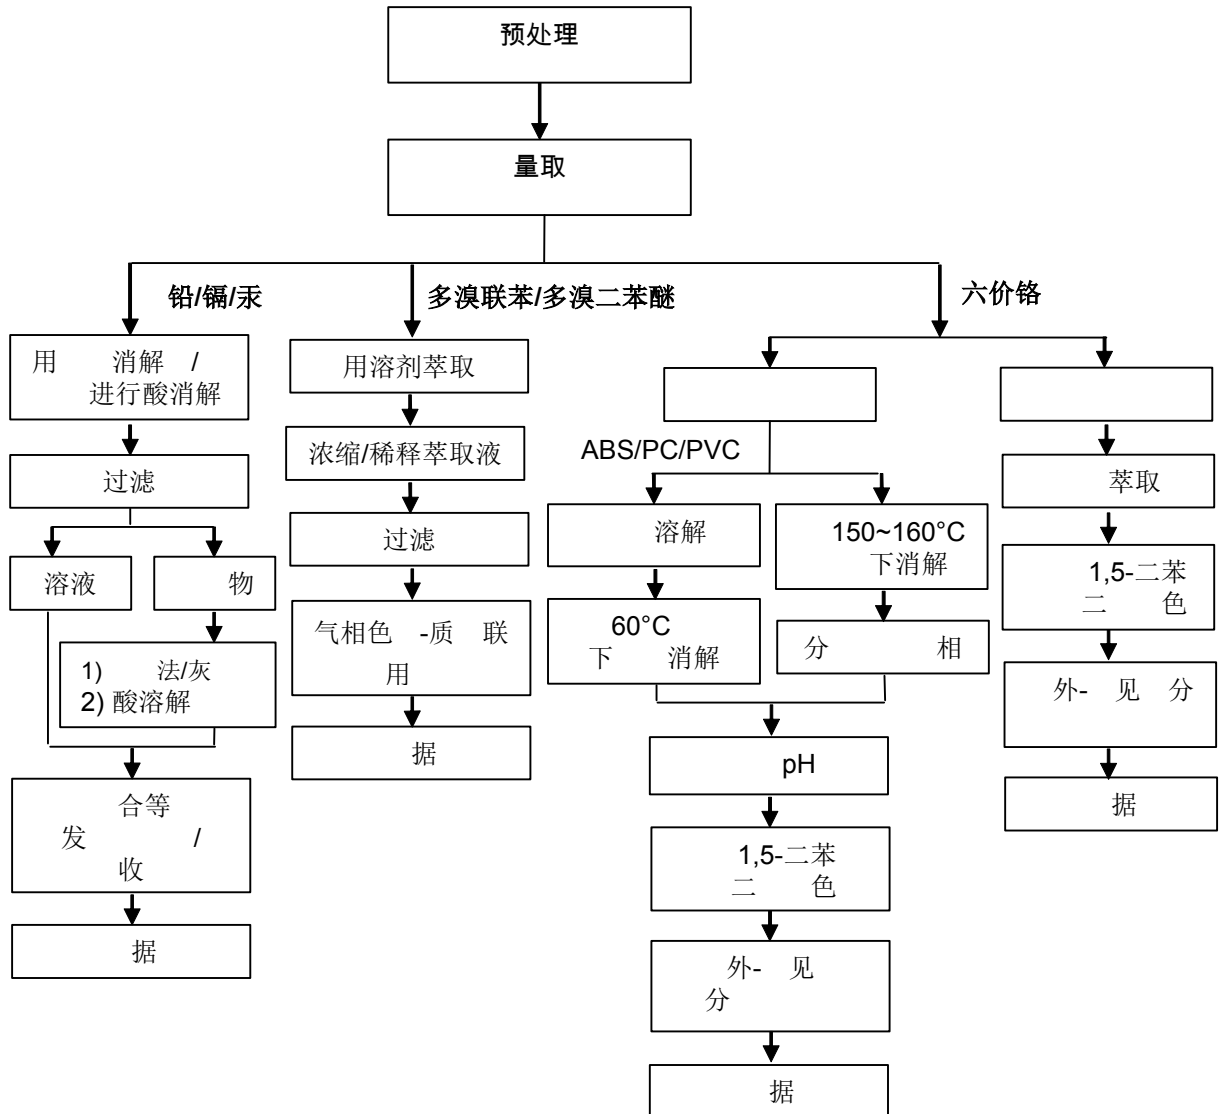 预处理
量取
铅/镉/汞
多溴联苯/多溴二苯醚
六价铬
用 消解 /
进行酸消解
过滤
溶液
物
1) 法/灰
2) 酸溶解
合等
发 /
收
据
用溶剂萃取
浓缩/稀释萃取液
过滤
气相色 -质 联
用
据
ABS/PC/PVC
溶解
60°C
下 消解
150~160°C
下消解
分 相
pH
1,5-二苯
二 色
外- 见
分
据
萃取
1,5-二苯
二 色
外- 见 分
据